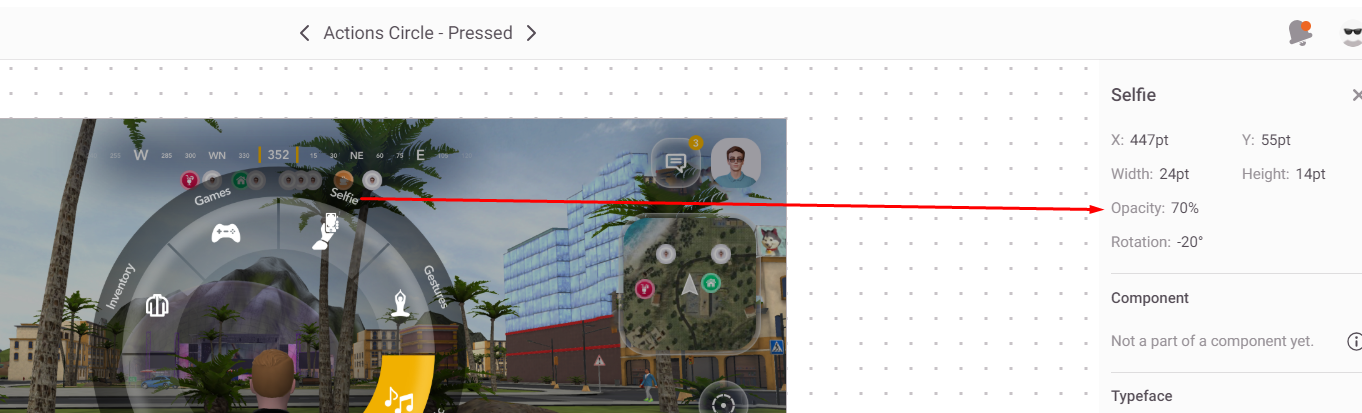 Actions Circle - Pressed
Selfie
X: 447pt Y: 55pt
Width: 24pt Height: 14pt
Opacity: 70%
Rotation: -20°
Component
Not a part of a component yet.
Typeface
255 W 285 300 WN 330 352 15 30 NE 60 75 E 105
3
Games
Selfie
Inventory
Gestures